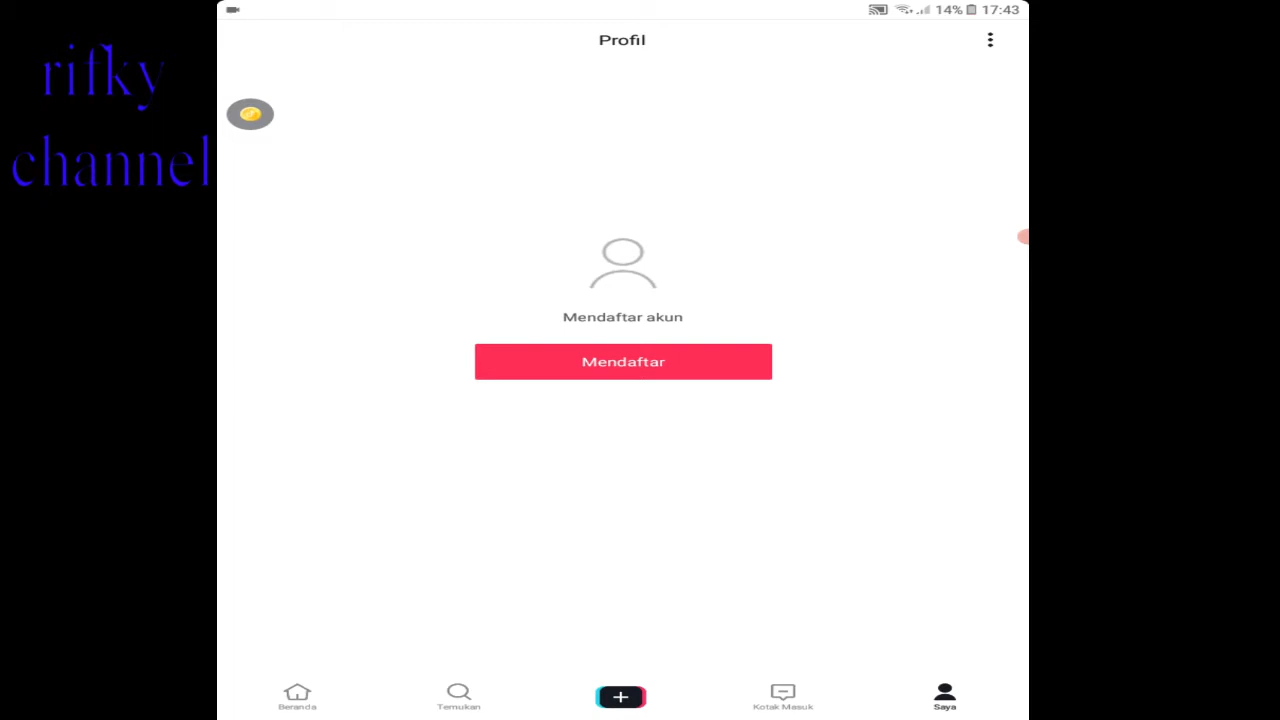 14% 17:43
Profil
rifky
channel
Mendaftar akun
Mendaftar
Beranda
Temukan
Kotak Masuk
Saya